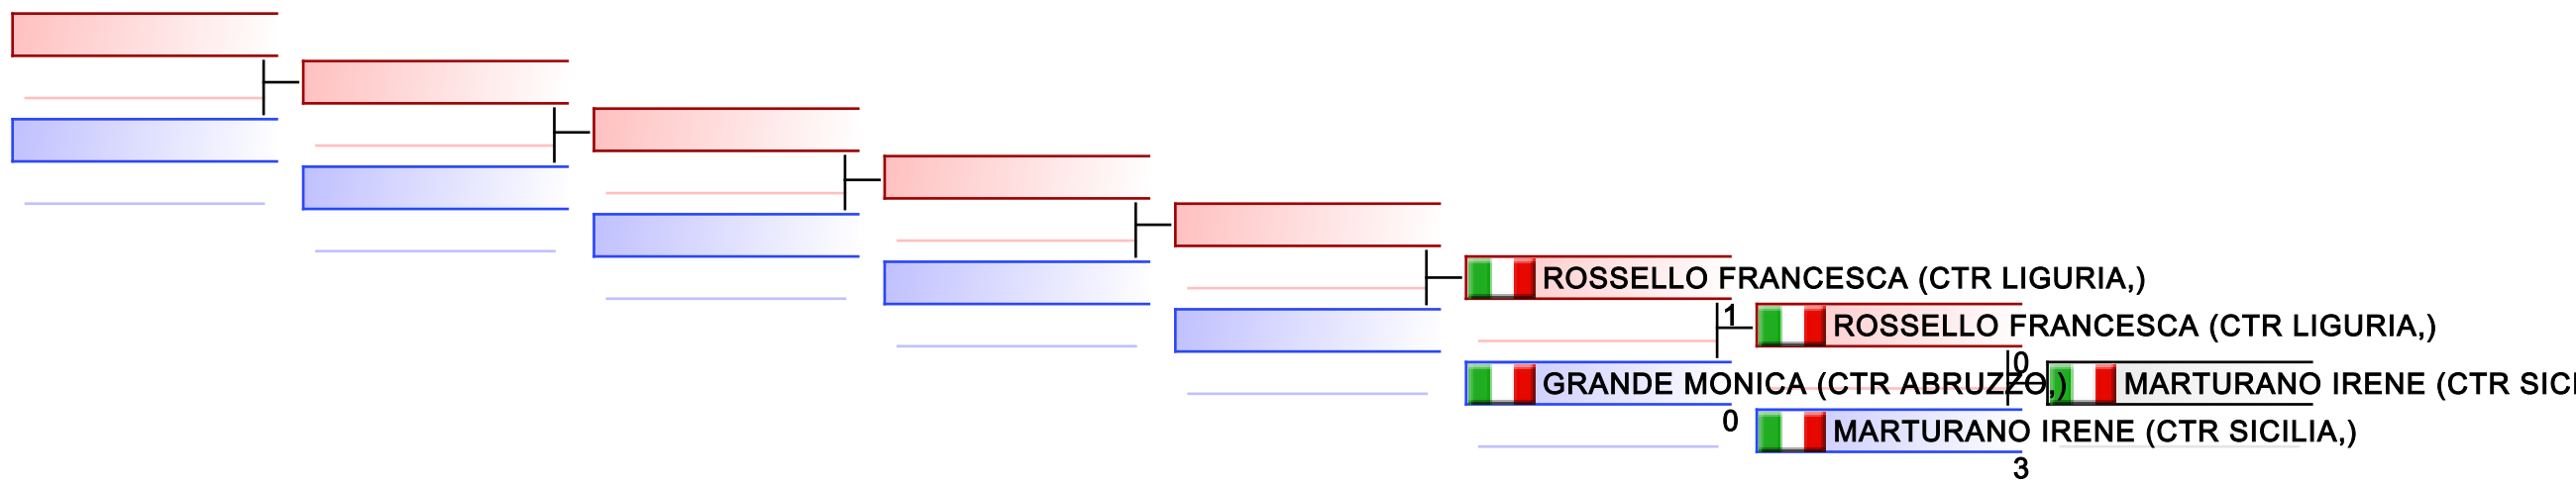 ROSSELLO FRANCESCA (CTR LIGURIA,)
1
ROSSELLO FRANCESCA (CTR LIGURIA,)
0
GRANDE MONICA (CTR ABRUZZO,)
MARTURANO IRENE (CTR SICI
0
MARTURANO IRENE (CTR SICILIA,)
3